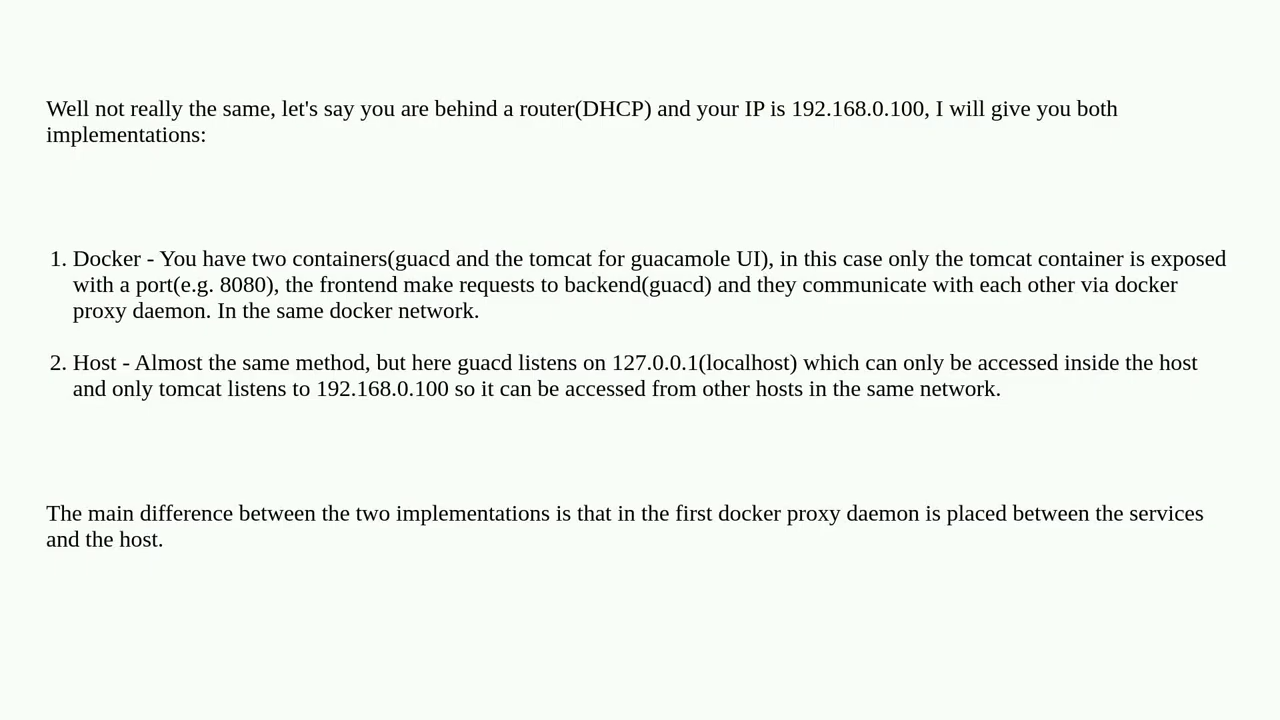 Well not really the same, let's say you are behind a router(DHCP) and your IP is 192.168.0.100, I will give you both
implementations:
1. Docker - You have two containers(guacd and the tomcat for guacamole UI), in this case only the tomcat container is exposed
with a port(e.g. 8080), the frontend make requests to backend(guacd) and they communicate with each other via docker
proxy daemon. In the same docker network.
2. Host - Almost the same method, but here guacd listens on 127.0.0.1(localhost) which can only be accessed inside the host
and only tomcat listens to 192.168.0.100 so it can be accessed from other hosts in the same network.
The main difference between the two implementations is that in the first docker proxy daemon is placed between the services
and the host.